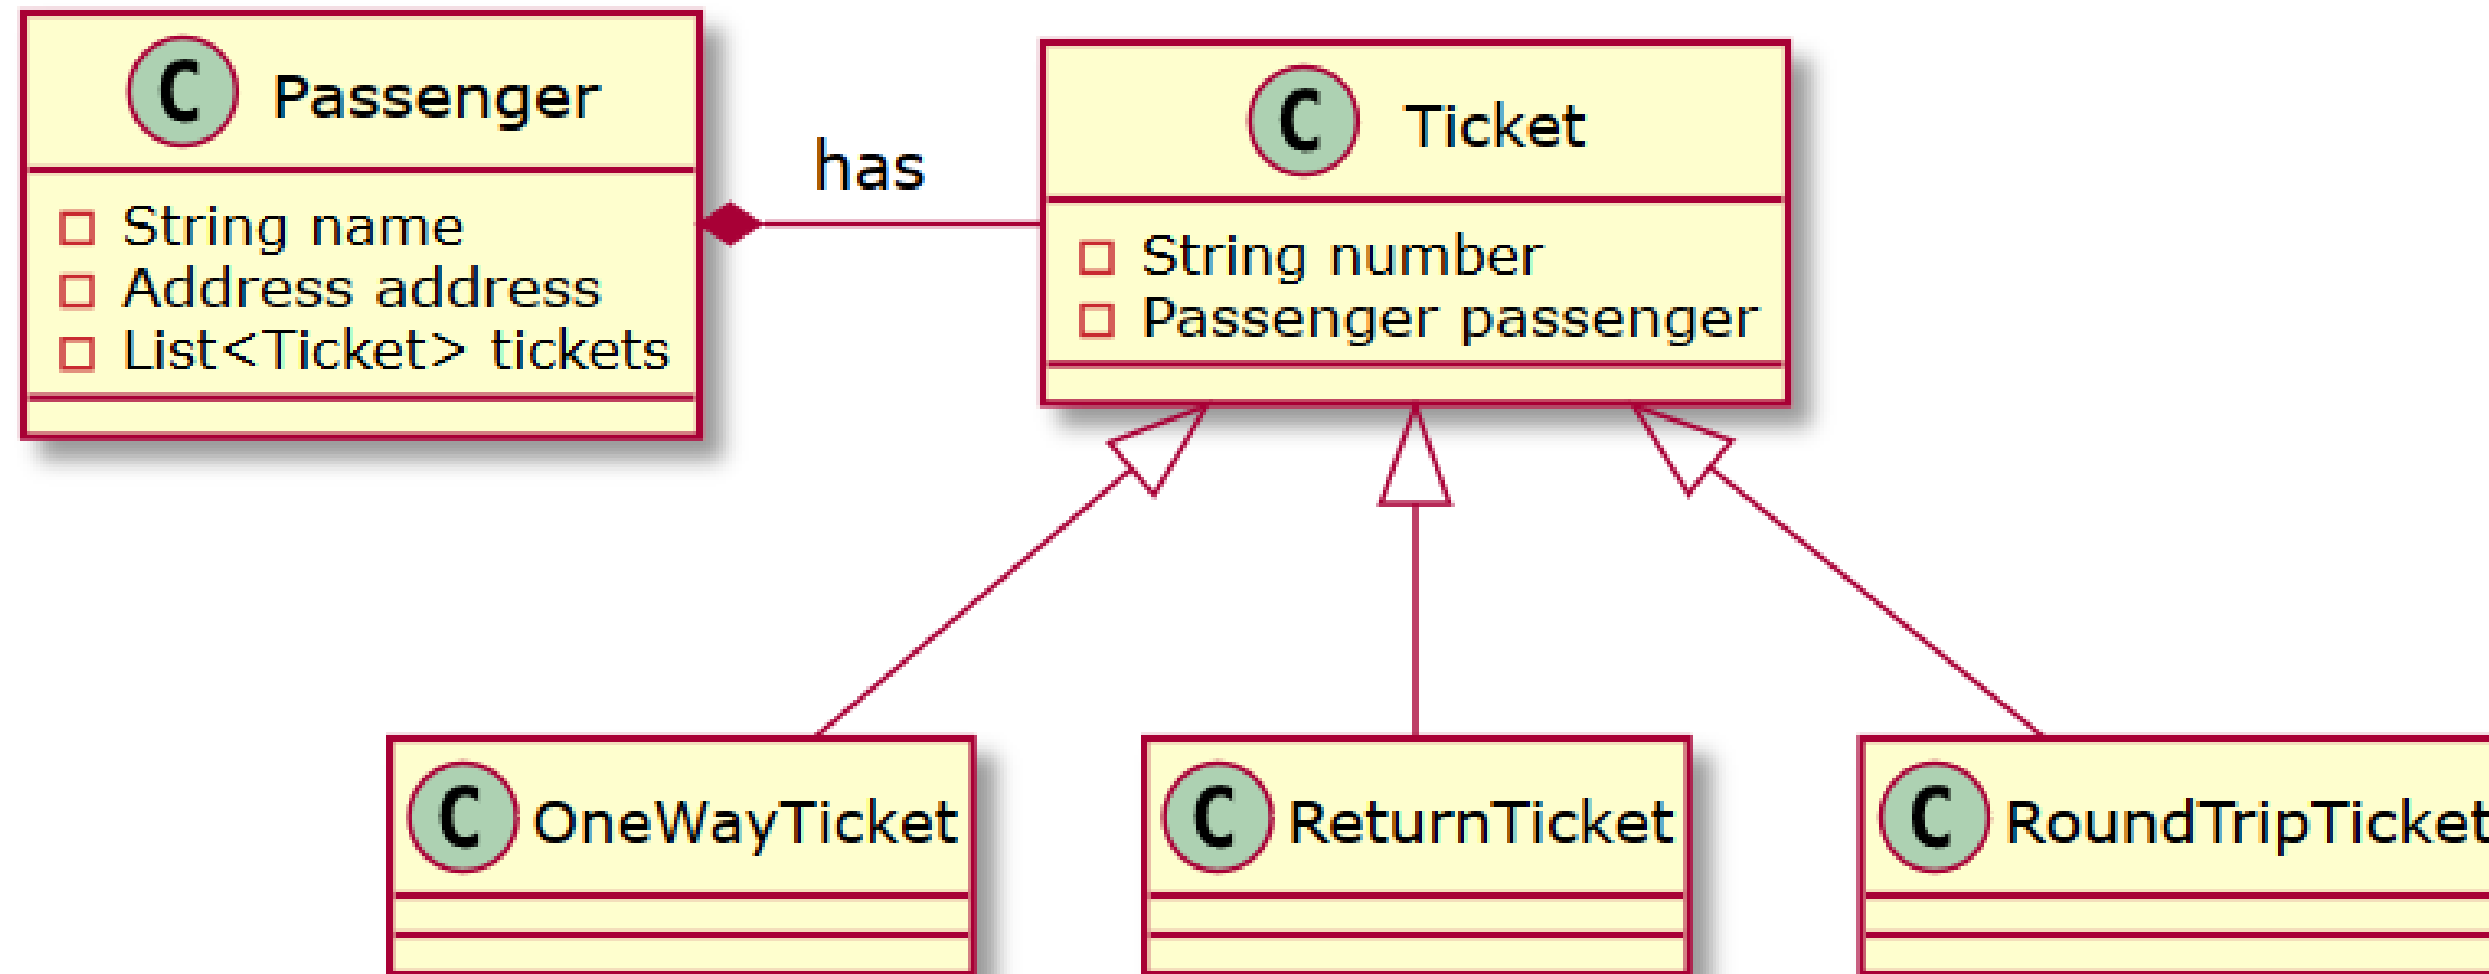 C Passenger
String name
Address address
List<Ticket> tickets
has
C Ticket
String number
Passenger passenger
C OneWayTicket
C ReturnTicket
C RoundTripTicket